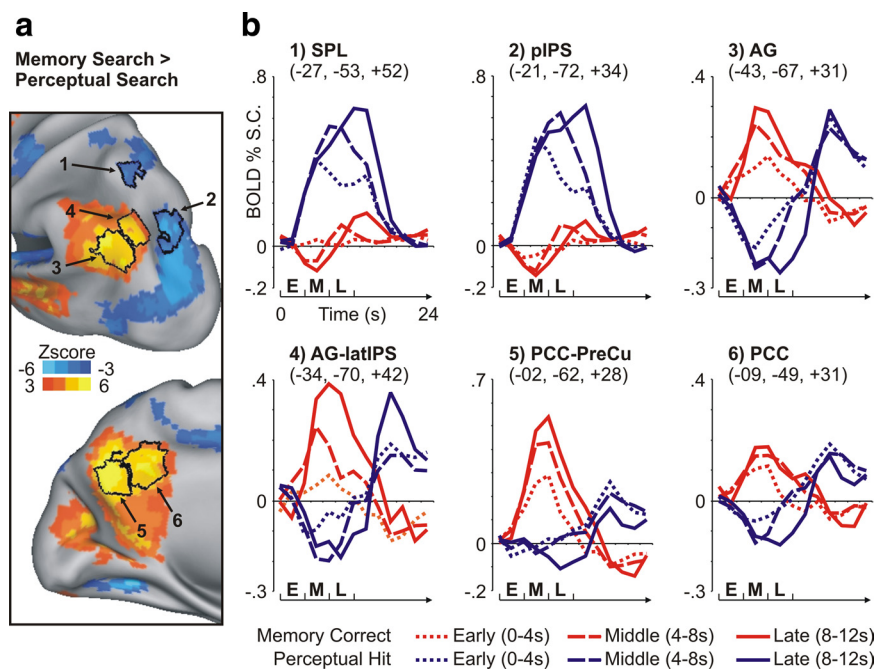 a
Memory Search >
Perceptual Search
1
2
4
3
Zscore
-6 -3
3 6
5
6
b
1) SPL
(-27, -53, +52)
.8
BOLD % S.C.
0
-.2
E M L
0 Time (s) 24
2) pIPS
(-21, -72, +34)
.8
0
-.2
E M L
3) AG
(-43, -67, +31)
.4
0
-.3
E M L
4) AG-latIPS
(-34, -70, +42)
.4
0
-.3
E M L
5) PCC-PreCu
(-02, -62, +28)
.7
0
-.2
E M L
6) PCC
(-09, -49, +31)
.4
0
-.3
E M L
Memory Correct Early (0-4s) Middle (4-8s) Late (8-12s)
Perceptual Hit Early (0-4s) Middle (4-8s) Late (8-12s)